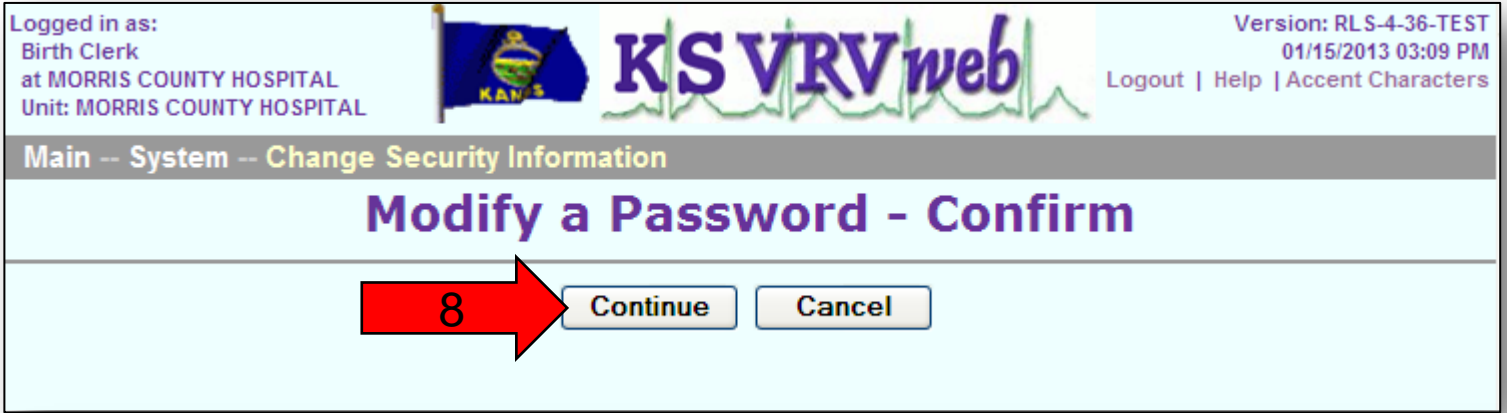 Logged in as:
Birth Clerk
at MORRIS COUNTY HOSPITAL
Unit: MORRIS COUNTY HOSPITAL
KANSAS
KS VRVweb
Version: RLS-4-36-TEST
01/15/2013 03:09 PM
Logout | Help | Accent Characters
Main -- System -- Change Security Information
Modify a Password - Confirm
8
Continue
Cancel